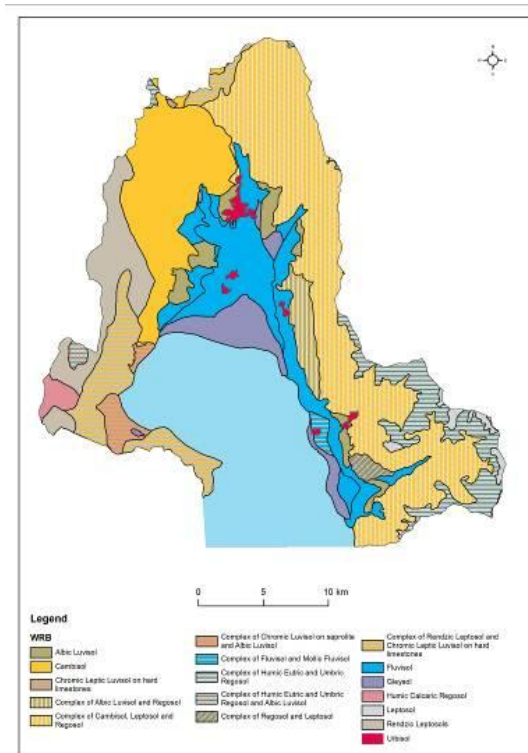 N
0 5 10 km
Legend
WRB
Albic Luvisol
Cambisol
Chromic Leptic Luvisol on hard
limestones
Complex of Albic Luvisol and Regosol
Complex of Cambisol, Leptosol and
Regosol
Complex of Chromic Luvisol on saprolite
and Albic Luvisol
Complex of Fluvisol and Mollic Fluvisol
Complex of Humic Eutric and Umbric
Regosol
Complex of Humic Eutric and Umbric
Regosol and Albic Luvisol
Complex of Regosol and Leptosol
Complex of Rendzic Leptosol and
Chromic Leptic Luvisol on hard
limestones
Fluvisol
Gleysol
Humic Calcaric Regosol
Leptosol
Rendzic Leptosols
Urbisol